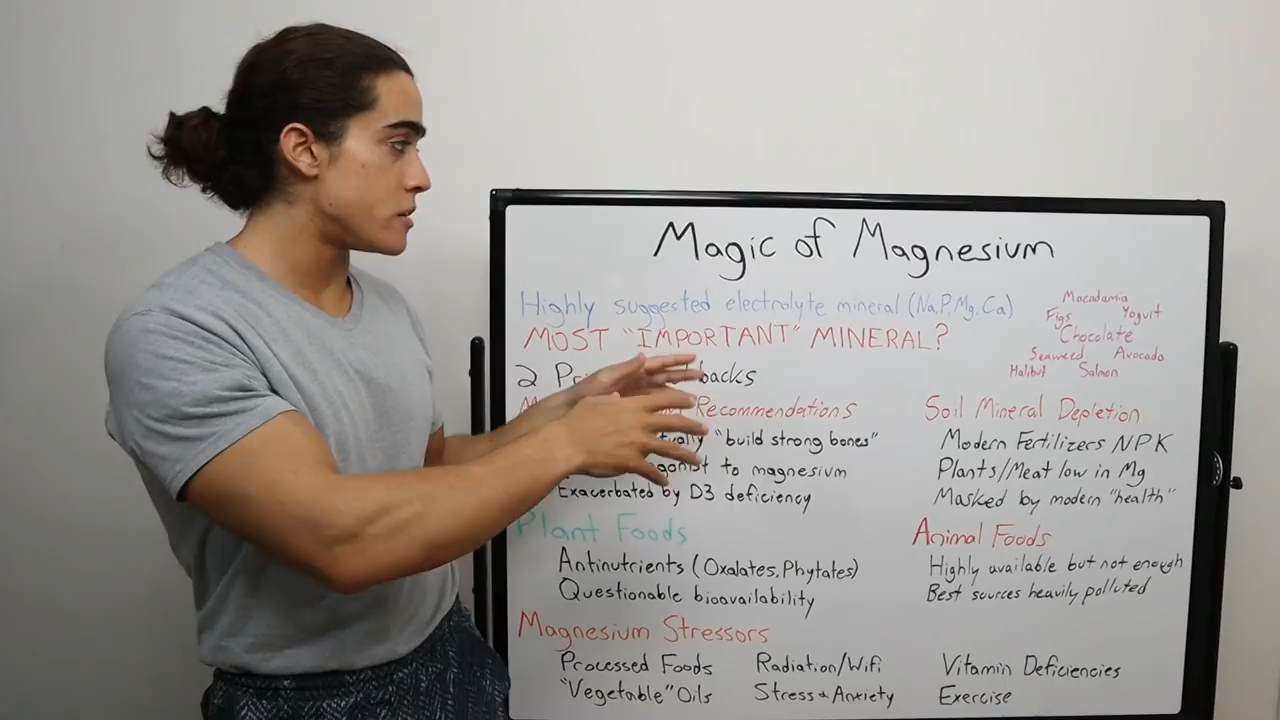 Magic of Magnesium
Highly suggested electrolyte mineral (Na, P, Mg, Ca)
MOST "IMPORTANT" MINERAL?
Macadamia
Figs Yogurt
Chocolate
Seaweed Avocado
Halibut Salmon
2
backs
Recommendations
"build strong bones"
to magnesium
Exacerbated by D3 deficiency
Soil Mineral Depletion
Modern Fertilizers NPK
Plants/Meat low in Mg
Masked by modern "health"
Plant Foods
Antinutrients (Oxalates, Phytates)
Questionable bioavailability
Animal Foods
Highly available but not enough
Best sources heavily polluted
Magnesium Stressors
Processed Foods Radiation/Wifi Vitamin Deficiencies
"Vegetable" Oils Stress + Anxiety Exercise